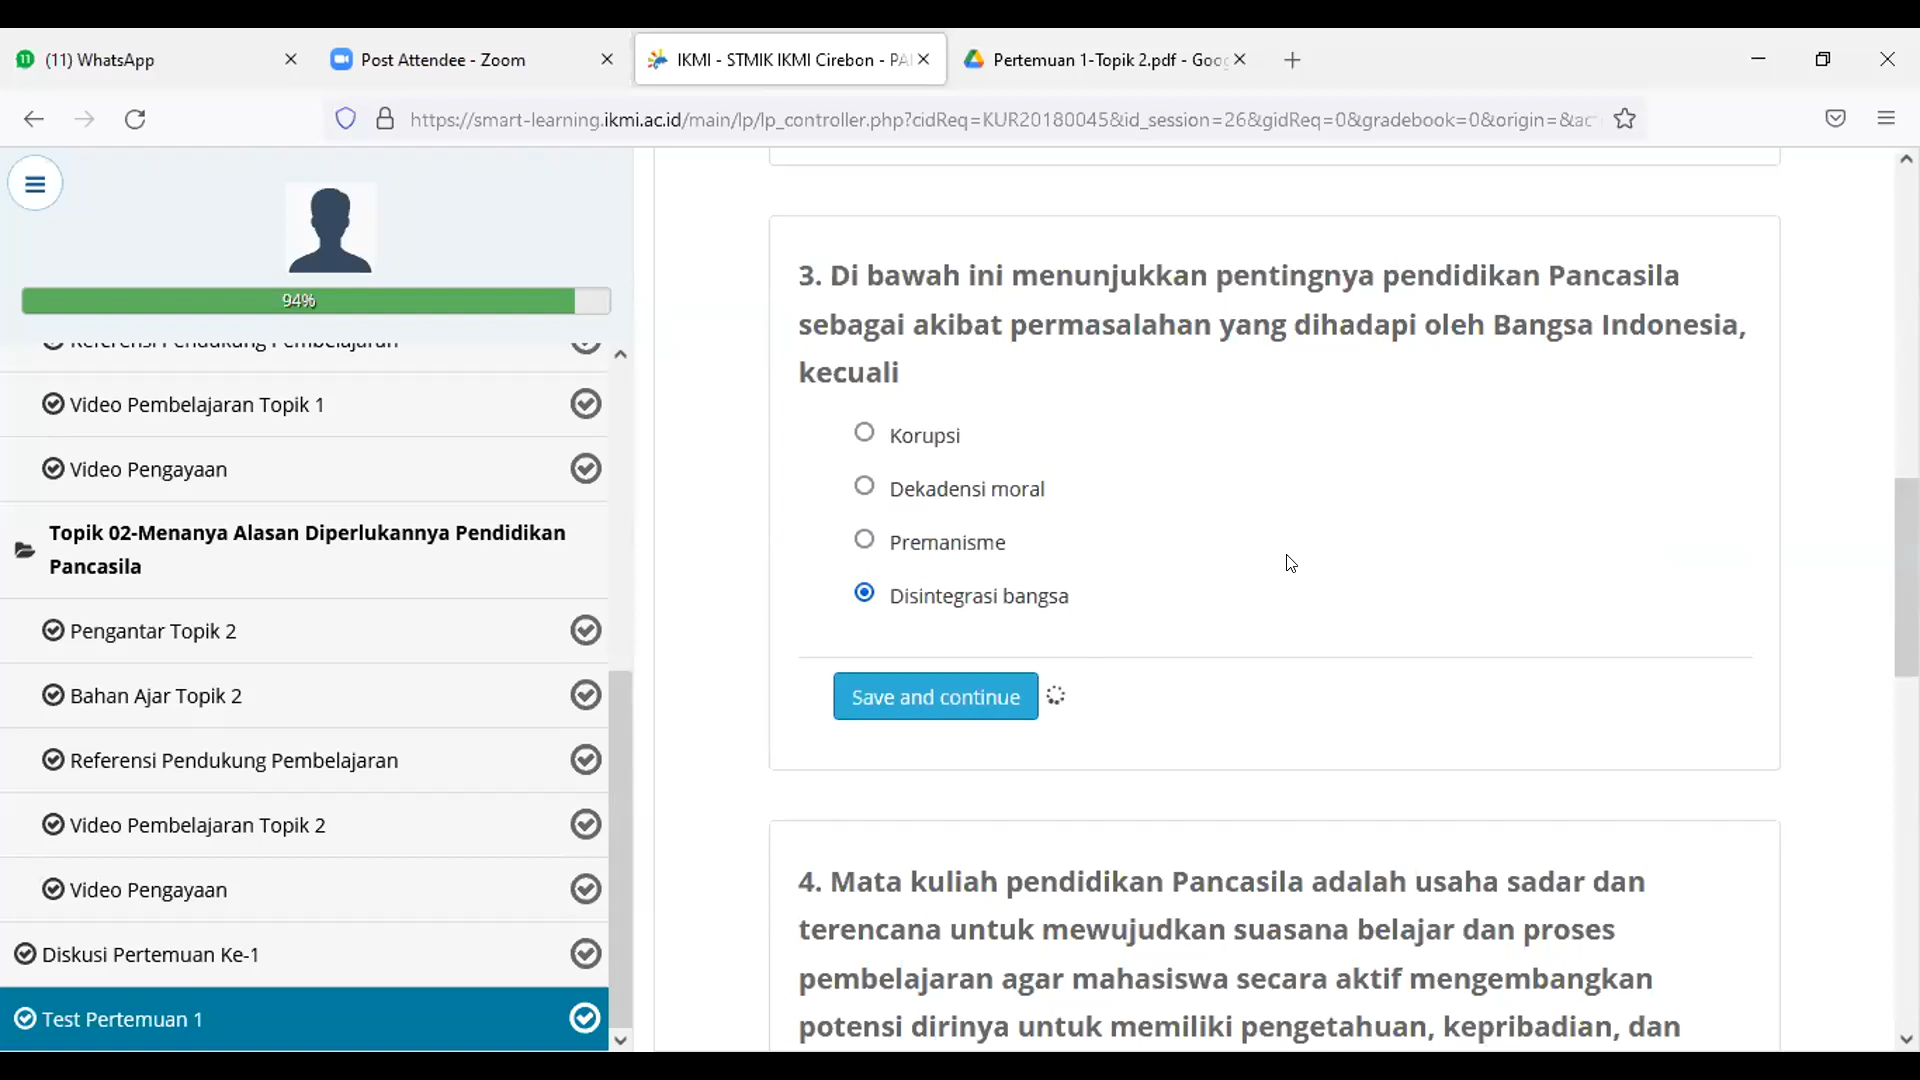 (11) WhatsApp
Post Attendee - Zoom
IKMI - STMIK IKMI Cirebon - PA
Pertemuan 1-Topik 2.pdf - Goog
https://smart-learning.ikmi.ac.id/main/lp/lp_controller.php?cidReq=KUR20180045&id_session=26&gidReq=0&gradebook=0&origin=&ac
94%
Referensi Pendukung Pembelajaran
Video Pembelajaran Topik 1
Video Pengayaan
Topik 02-Menanya Alasan Diperlukannya Pendidikan
Pancasila
Pengantar Topik 2
Bahan Ajar Topik 2
Referensi Pendukung Pembelajaran
Video Pembelajaran Topik 2
Video Pengayaan
Diskusi Pertemuan Ke-1
Test Pertemuan 1
3. Di bawah ini menunjukkan pentingnya pendidikan Pancasila
sebagai akibat permasalahan yang dihadapi oleh Bangsa Indonesia,
kecuali
Korupsi
Dekadensi moral
Premanisme
Disintegrasi bangsa
Save and continue
4. Mata kuliah pendidikan Pancasila adalah usaha sadar dan
terencana untuk mewujudkan suasana belajar dan proses
pembelajaran agar mahasiswa secara aktif mengembangkan
potensi dirinya untuk memiliki pengetahuan, kepribadian, dan